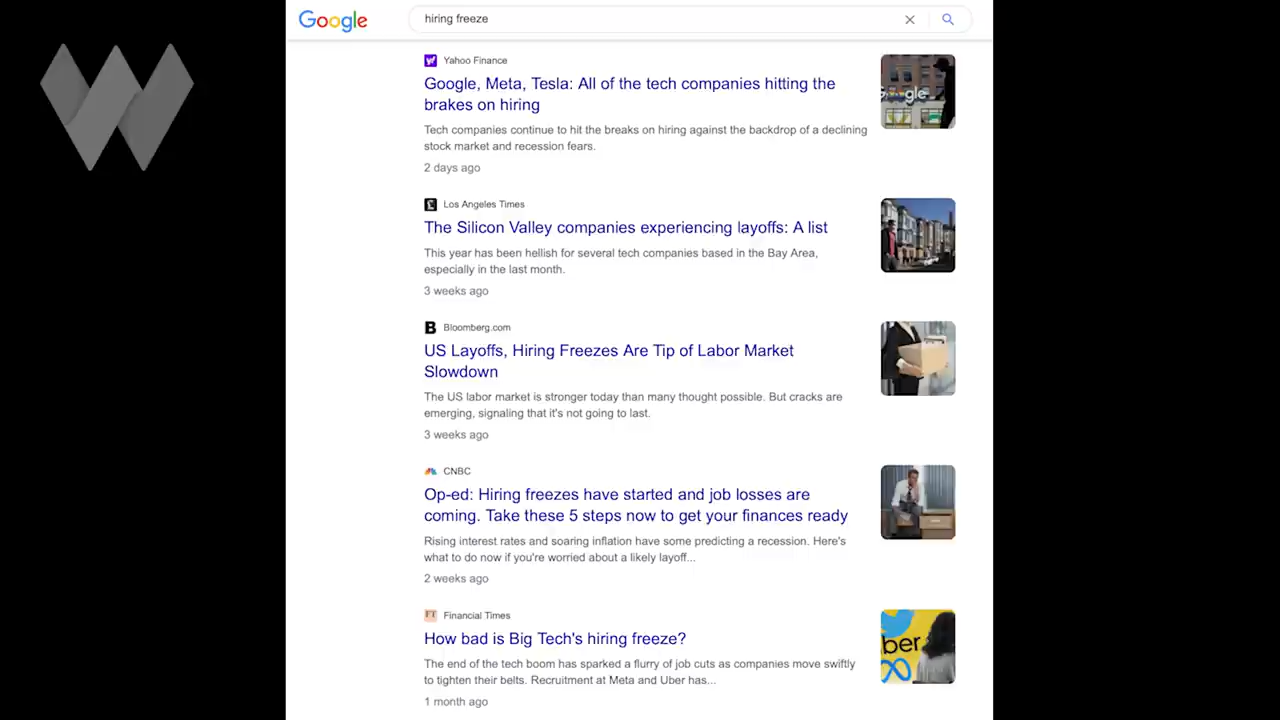 Google
hiring freeze
Yahoo Finance
Google, Meta, Tesla: All of the tech companies hitting the
brakes on hiring
Tech companies continue to hit the breaks on hiring against the backdrop of a declining
stock market and recession fears.
2 days ago
Los Angeles Times
The Silicon Valley companies experiencing layoffs: A list
This year has been hellish for several tech companies based in the Bay Area,
especially in the last month.
3 weeks ago
B Bloomberg.com
US Layoffs, Hiring Freezes Are Tip of Labor Market
Slowdown
The US labor market is stronger today than many thought possible. But cracks are
emerging, signaling that it's not going to last.
3 weeks ago
CNBC
Op-ed: Hiring freezes have started and job losses are
coming. Take these 5 steps now to get your finances ready
Rising interest rates and soaring inflation have some predicting a recession. Here's
what to do now if you're worried about a likely layoff...
2 weeks ago
FT Financial Times
How bad is Big Tech's hiring freeze?
ber
The end of the tech boom has sparked a flurry of job cuts as companies move swiftly
to tighten their belts. Recruitment at Meta and Uber has...
1 month ago